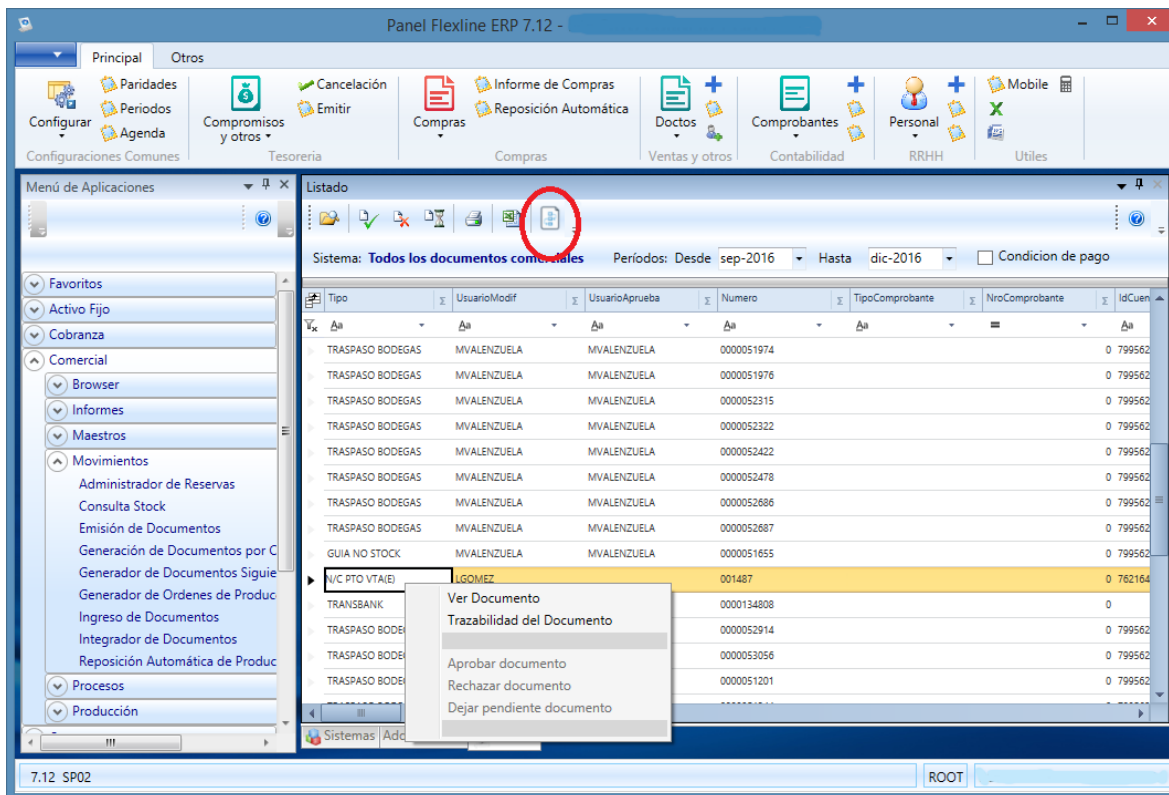 Panel Flexline ERP 7.12 -
Principal Otros
Configurar
Paridades
Periodos
Agenda
Configuraciones Comunes
Compromisos
y otros
Cancelación
Emitir
Tesoreria
Compras
Informe de Compras
Reposición Automática
Compras
Doctos
Ventas y otros
Comprobantes
Contabilidad
Personal
RRHH
Mobile
Utiles
Menú de Aplicaciones
Favoritos
Activo Fijo
Cobranza
Comercial
Browser
Informes
Maestros
Movimientos
Administrador de Reservas
Consulta Stock
Emisión de Documentos
Generación de Documentos por C
Generador de Documentos Siguie
Generador de Ordenes de Produc
Ingreso de Documentos
Integrador de Documentos
Reposición Automática de Produc
Procesos
Producción
Listado
Sistema: Todos los documentos comerciales Períodos: Desde sep-2016 Hasta dic-2016 Condicion de pago
Tipo UsuarioModif UsuarioAprueba Numero TipoComprobante NroComprobante IdCuen
Aa Aa Aa Aa Aa = Aa
TRASPASO BODEGAS MVALENZUELA MVALENZUELA 0000051974 0 799562
TRASPASO BODEGAS MVALENZUELA MVALENZUELA 0000051976 0 799562
TRASPASO BODEGAS MVALENZUELA MVALENZUELA 0000052315 0 799562
TRASPASO BODEGAS MVALENZUELA MVALENZUELA 0000052322 0 799562
TRASPASO BODEGAS MVALENZUELA MVALENZUELA 0000052422 0 799562
TRASPASO BODEGAS MVALENZUELA MVALENZUELA 0000052478 0 799562
TRASPASO BODEGAS MVALENZUELA MVALENZUELA 0000052686 0 799562
TRASPASO BODEGAS MVALENZUELA MVALENZUELA 0000052687 0 799562
GUIA NO STOCK MVALENZUELA MVALENZUELA 0000051655 0 799562
N/C PTO VTA(E) LGOMEZ 001487 0 762164
TRANSBANK 0000134808 0
TRASPASO BODE 0000052914 0 799562
TRASPASO BODE 0000053056 0 799562
TRASPASO BODE 0000051201 0 799562
Ver Documento
Trazabilidad del Documento
Aprobar documento
Rechazar documento
Dejar pendiente documento
Sistemas
7.12 SP02 ROOT